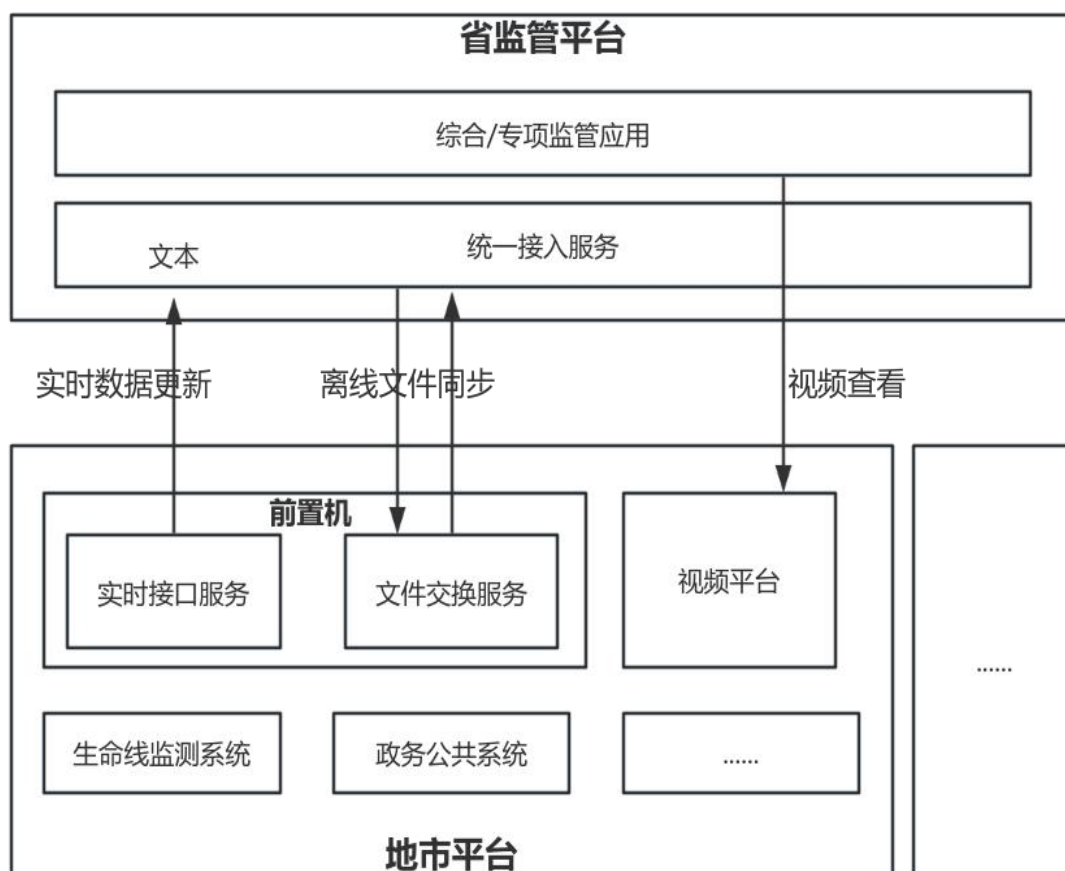 省监管平台
综合/专项监管应用
文本
统一接入服务
实时数据更新
离线文件同步
视频查看
前置机
实时接口服务
文件交换服务
视频平台
......
生命线监测系统
政务公共系统
......
地市平台